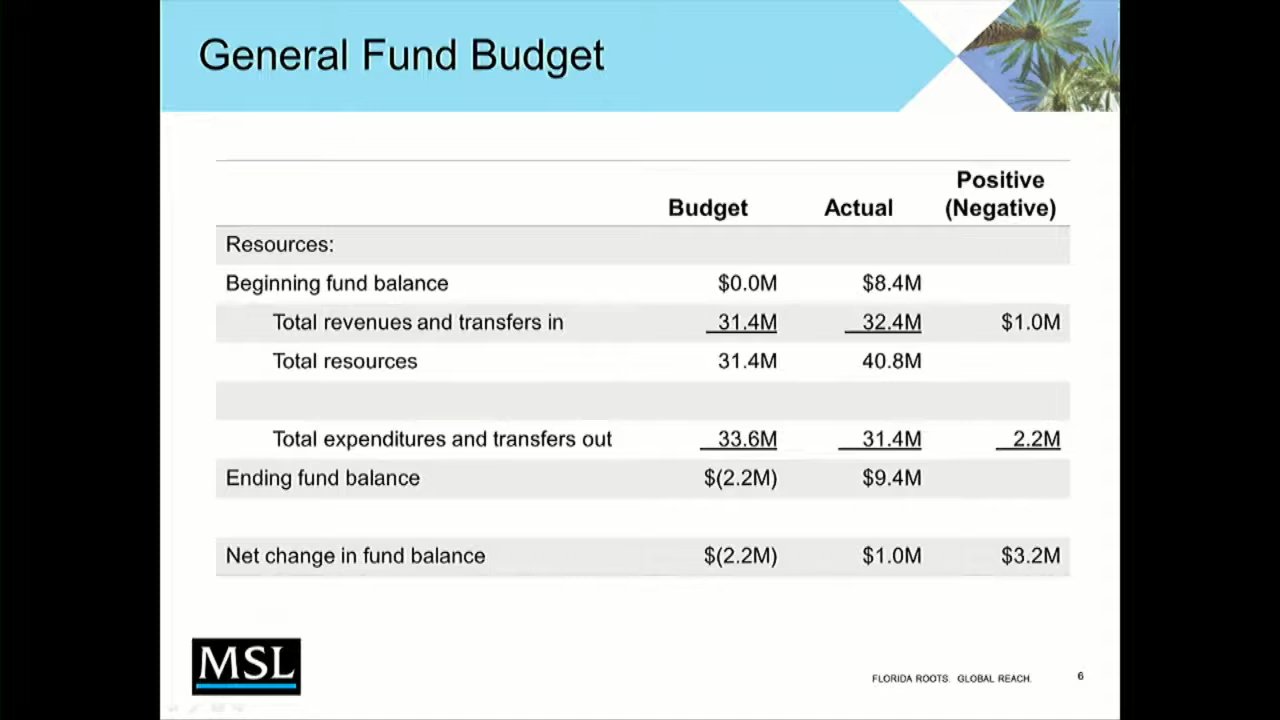 General Fund Budget
Positive
Budget Actual (Negative)
Resources:
Beginning fund balance $0.0M $8.4M
Total revenues and transfers in 31.4M 32.4M $1.0M
Total resources 31.4M 40.8M
Total expenditures and transfers out 33.6M 31.4M 2.2M
Ending fund balance $(2.2M) $9.4M
Net change in fund balance $(2.2M) $1.0M $3.2M
MSL
FLORIDA ROOTS. GLOBAL REACH. 6